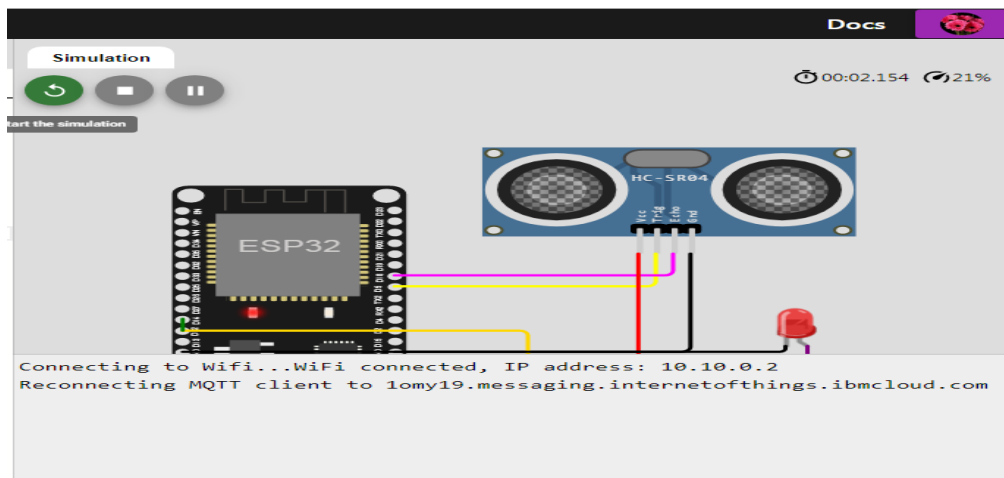 Docs
Simulation
00:02.154 21%
tart the simulation
HC-SR04
Vcc
Trig
Echo
Gnd
ESP32
Connecting to Wifi...WiFi connected, IP address: 10.10.0.2
Reconnecting MQTT client to 1omy19.messaging.internetofthings.ibmcloud.com